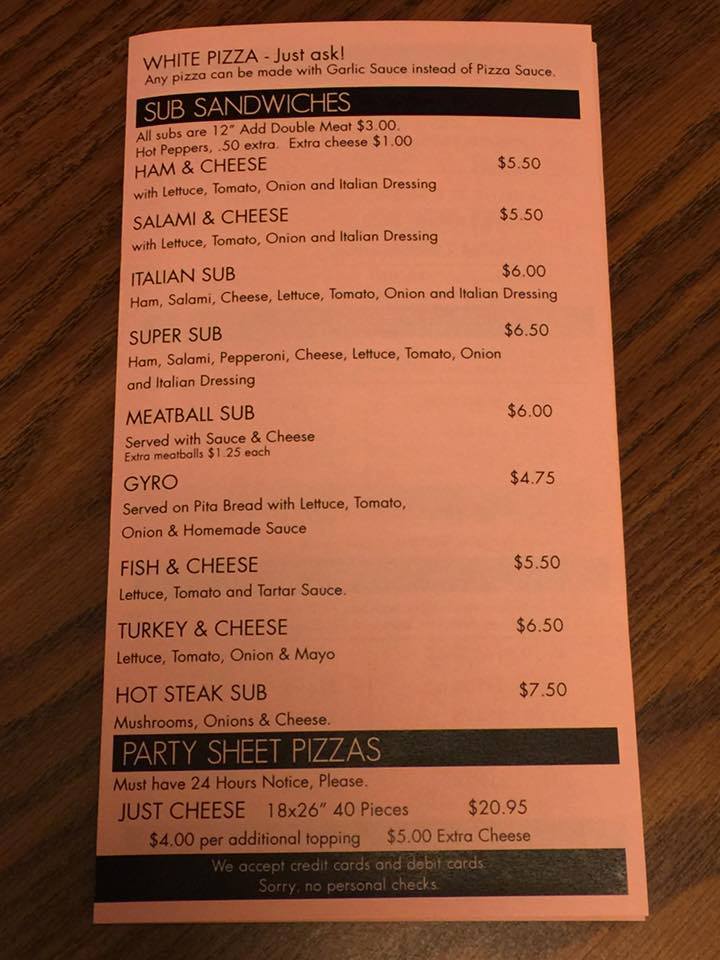 WHITE PIZZA - Just ask!
Any pizza can be made with Garlic Sauce instead of Pizza Sauce.
SUB SANDWICHES
All subs are 12" Add Double Meat $3.00.
Hot Peppers, .50 extra. Extra cheese $1.00
HAM & CHEESE $5.50
with Lettuce, Tomato, Onion and Italian Dressing
SALAMI & CHEESE $5.50
with Lettuce, Tomato, Onion and Italian Dressing
ITALIAN SUB $6.00
Ham, Salami, Cheese, Lettuce, Tomato, Onion and Italian Dressing
SUPER SUB $6.50
Ham, Salami, Pepperoni, Cheese, Lettuce, Tomato, Onion
and Italian Dressing
MEATBALL SUB $6.00
Served with Sauce & Cheese
Extra meatballs $1.25 each
GYRO $4.75
Served on Pita Bread with Lettuce, Tomato,
Onion & Homemade Sauce
FISH & CHEESE $5.50
Lettuce, Tomato and Tartar Sauce.
TURKEY & CHEESE $6.50
Lettuce, Tomato, Onion & Mayo
HOT STEAK SUB $7.50
Mushrooms, Onions & Cheese.
PARTY SHEET PIZZAS
Must have 24 Hours Notice, Please.
JUST CHEESE 18x26" 40 Pieces $20.95
$4.00 per additional topping $5.00 Extra Cheese
We accept credit cards and debit cards.
Sorry, no personal checks.